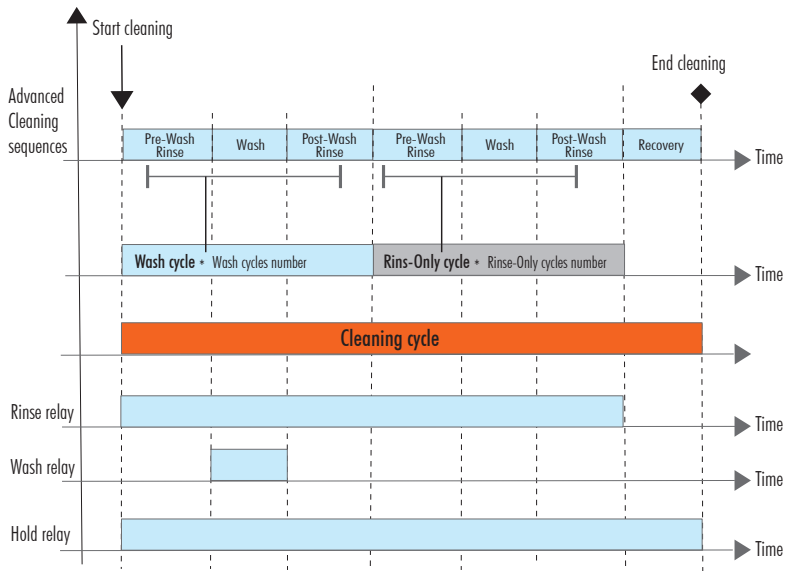 Start cleaning
End cleaning
Advanced
Cleaning
sequences
Pre-Wash
Rinse
Wash
Post-Wash
Rinse
Pre-Wash
Rinse
Wash
Post-Wash
Rinse
Recovery
Time
Wash cycle * Wash cycles number
Rins-Only cycle * Rinse-Only cycles number
Time
Cleaning cycle
Rinse relay
Time
Wash relay
Time
Hold relay
Time